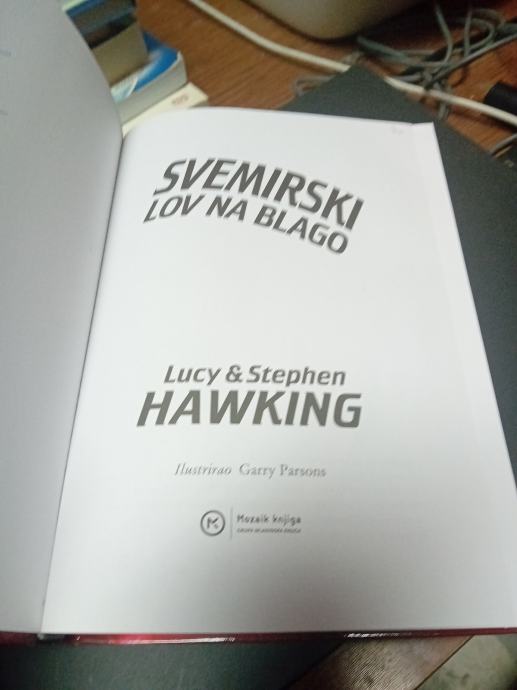 SVEMIRSKI
LOV NA BLAGO
Lucy & Stephen
HAWKING
Ilustrirao Garry Parsons
Mozaik knjiga